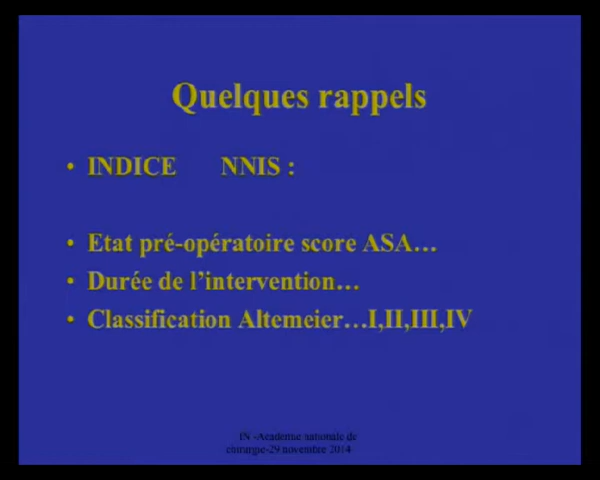 Quelques rappels
• INDICE NNIS :
• Etat pré-opératoire score ASA…
• Durée de l'intervention…
• Classification Altemeier…I,II,III,IV
IN -Academie nationale de
chirurgie-29 novembre 2014